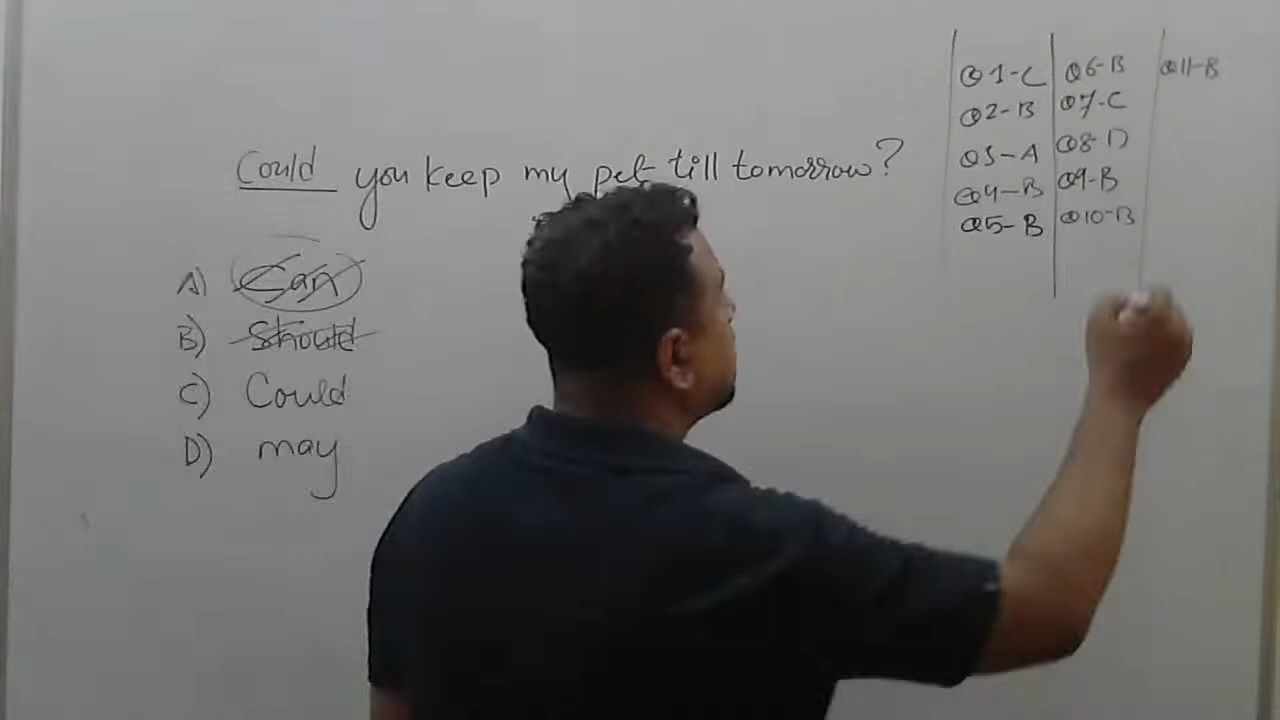 Could you keep my pet till tomorrow?
A) Can
B) Should
C) Could
D) may
Q1-C
Q2-B
Q3-A
Q4-B
Q5-B
Q6-B
Q7-C
Q8-D
Q9-B
Q10-B
Q11-B